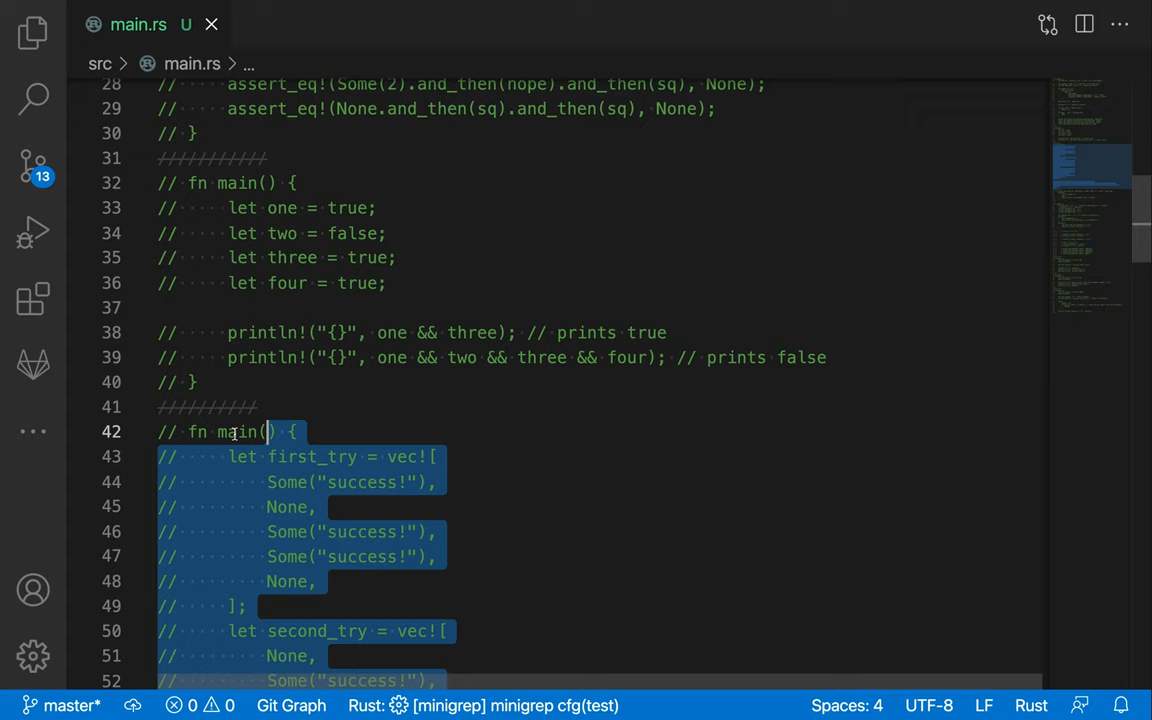 main.rs U
src > main.rs > ...
28 // assert_eq!(Some(2).and_then(nope).and_then(sq), None);
29 // assert_eq!(None.and_then(sq).and_then(sq), None);
30 // }
31 ///////////
32 // fn main() {
33 // let one = true;
34 // let two = false;
35 // let three = true;
36 // let four = true;
37
38 // println!("{}", one && three); // prints true
39 // println!("{}", one && two && three && four); // prints false
40 // }
41 //////////
42 // fn main() {
43 // let first_try = vec![
44 // Some("success!"),
45 // None,
46 // Some("success!"),
47 // Some("success!"),
48 // None,
49 // ];
50 // let second_try = vec![
51 // None,
52 // Some("success!"),
13
master* 0 0 Git Graph Rust: [minigrep] minigrep cfg(test) Spaces: 4 UTF-8 LF Rust